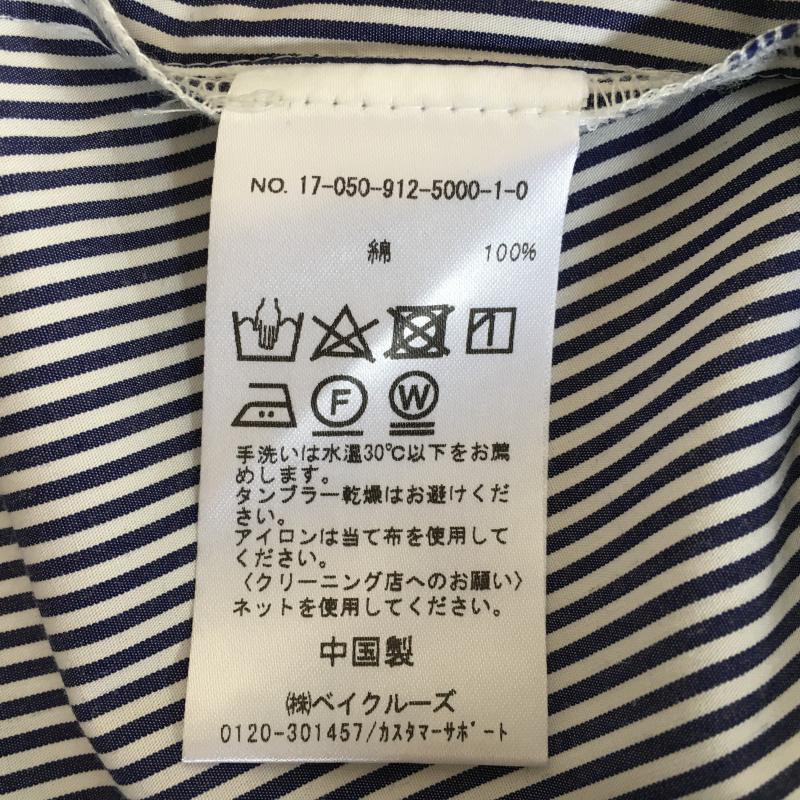 NO. 17-050-912-5000-1-0
綿 100%
F W
手洗いは水温30℃以下をお薦
めします。
タンブラー乾燥はお避けくだ
さい。
アイロンは当て布を使用して
ください。
〈クリーニング店へのお願い〉
ネットを使用してください。
中国製
㈱ベイクルーズ
0120-301457/ｶｽﾀﾏｰｻﾎﾟｰﾄ